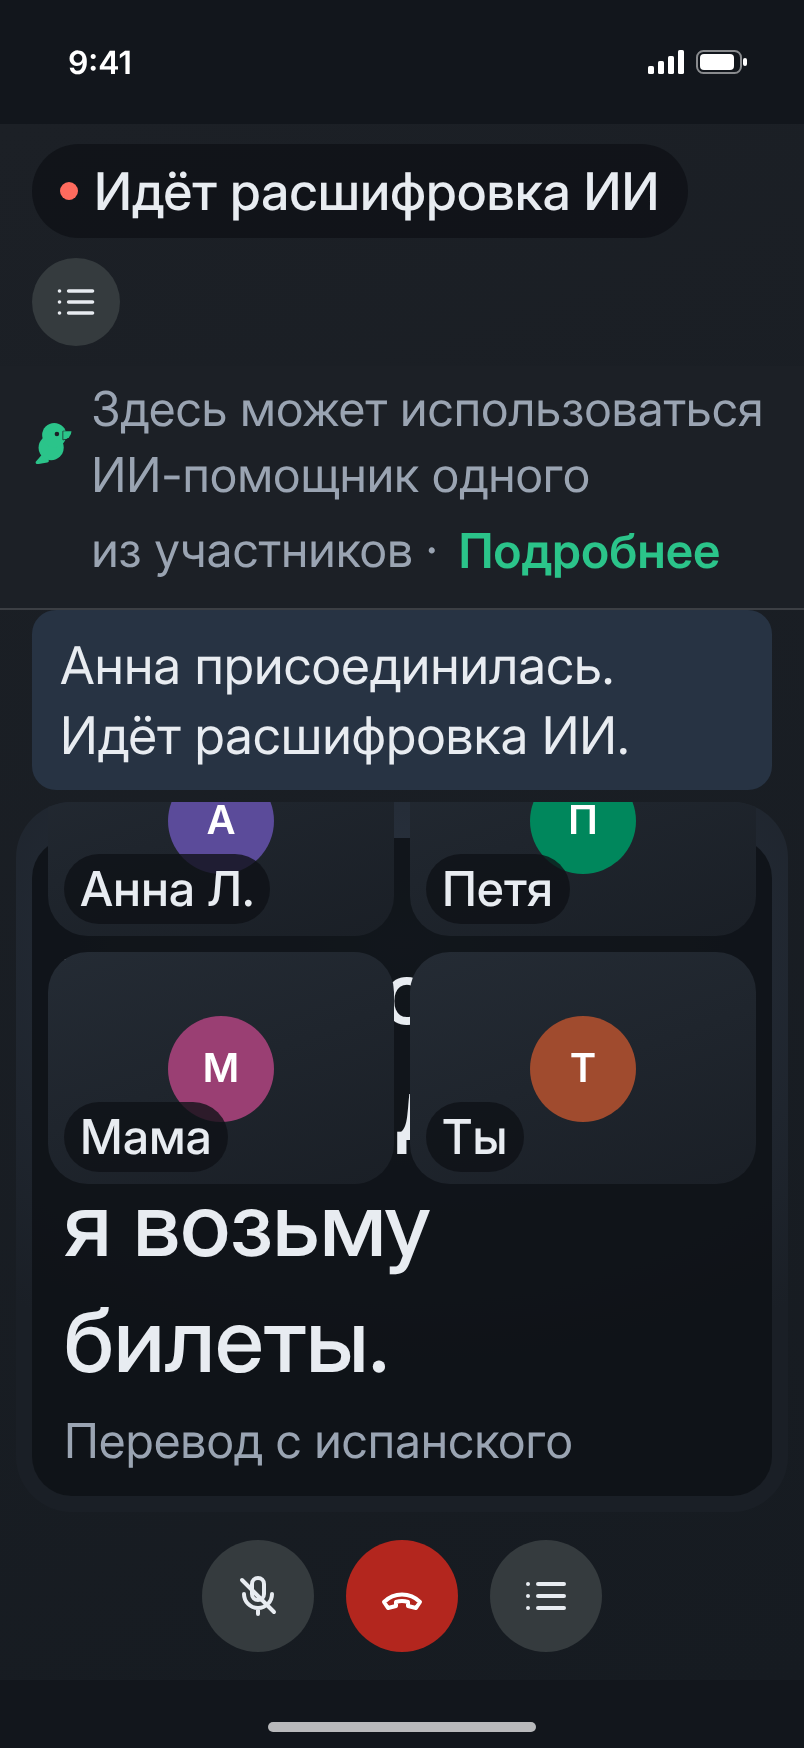 9:41
Идёт расшифровка ИИ
Здесь может использоваться
ИИ-помощник одного
из участников · Подробнее
Анна присоединилась.
Идёт расшифровка ИИ.
А
П
Анна Л.
Петя
М
Т
Мама
Ты
я возьму
билеты.
Перевод с испанского